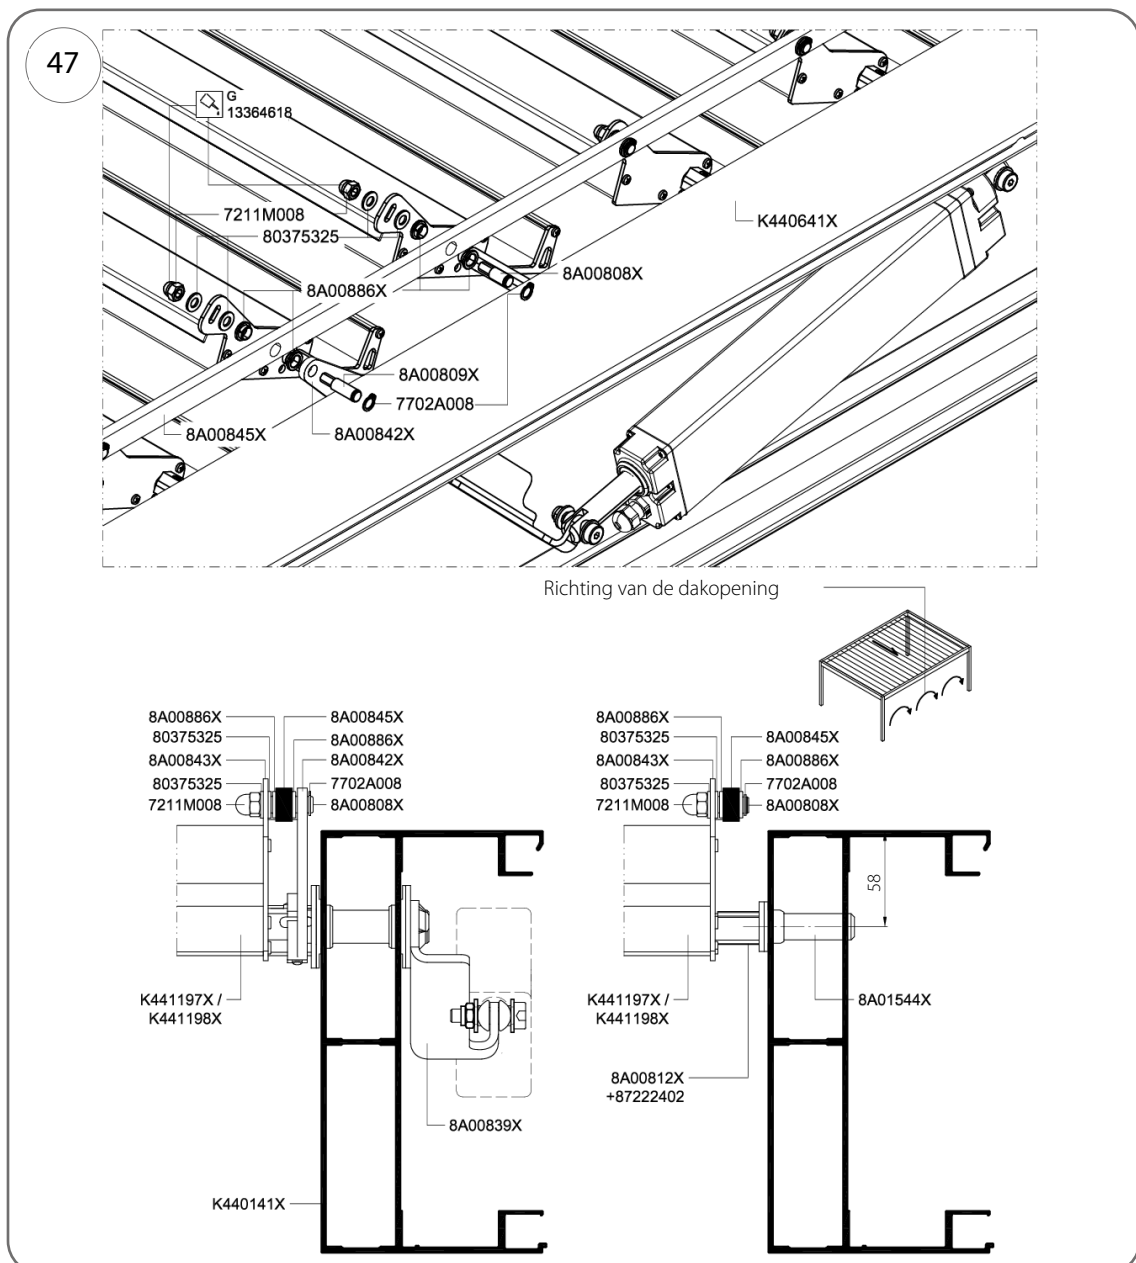 47
G
13364618
7211M008
80375325
K440641X
8A00808X
8A00886X
8A00809X
7702A008
8A00845X
8A00842X
Richting van de dakopening
8A00886X
80375325
8A00843X
80375325
7211M008
8A00845X
8A00886X
8A00842X
7702A008
8A00808X
K441197X /
K441198X
8A00839X
K440141X
8A00886X
80375325
8A00843X
80375325
7211M008
8A00845X
8A00886X
7702A008
8A00808X
58
K441197X /
K441198X
8A01544X
8A00812X
+87222402